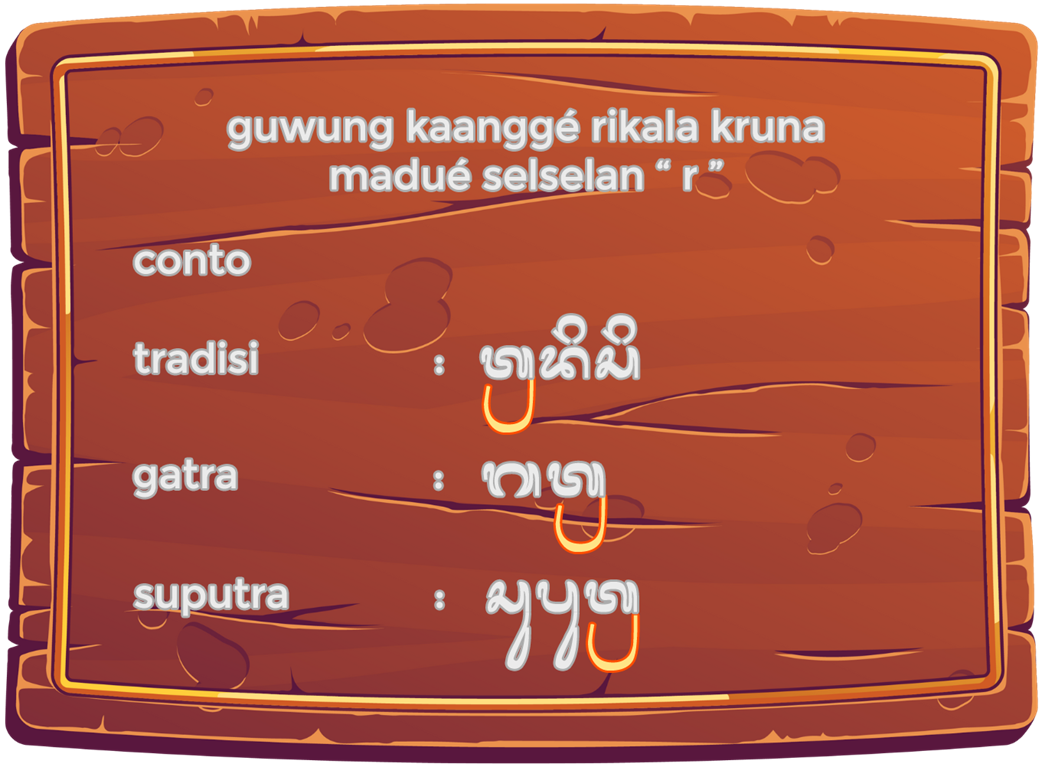 guwung kaanggé rikala kruna
madué selselan “ r ”
conto
tradisi : ᬢ᭄ᬭᬤᬶᬲᬶ
gatra : ᬕᬢ᭄ᬭ
suputra : ᬲᬸᬧᬸᬢ᭄ᬭ